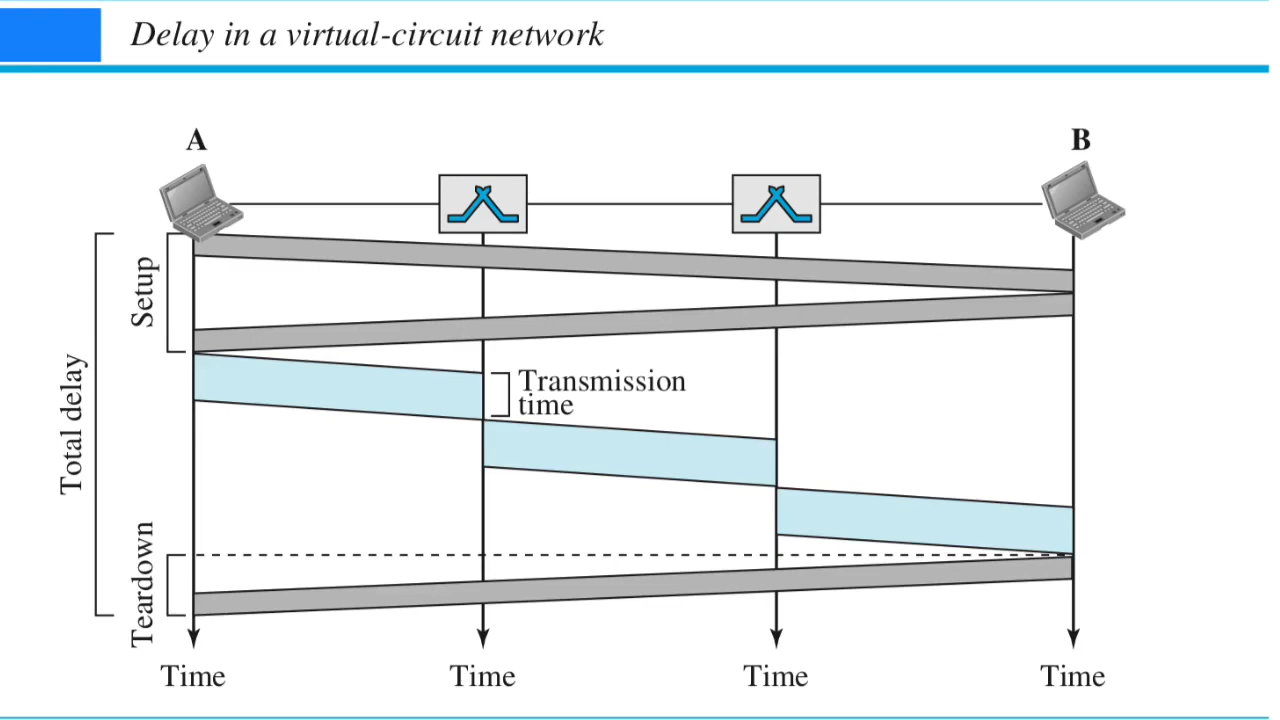 Delay in a virtual-circuit network
A
B
Setup
Transmission
time
Total delay
Teardown
Time
Time
Time
Time